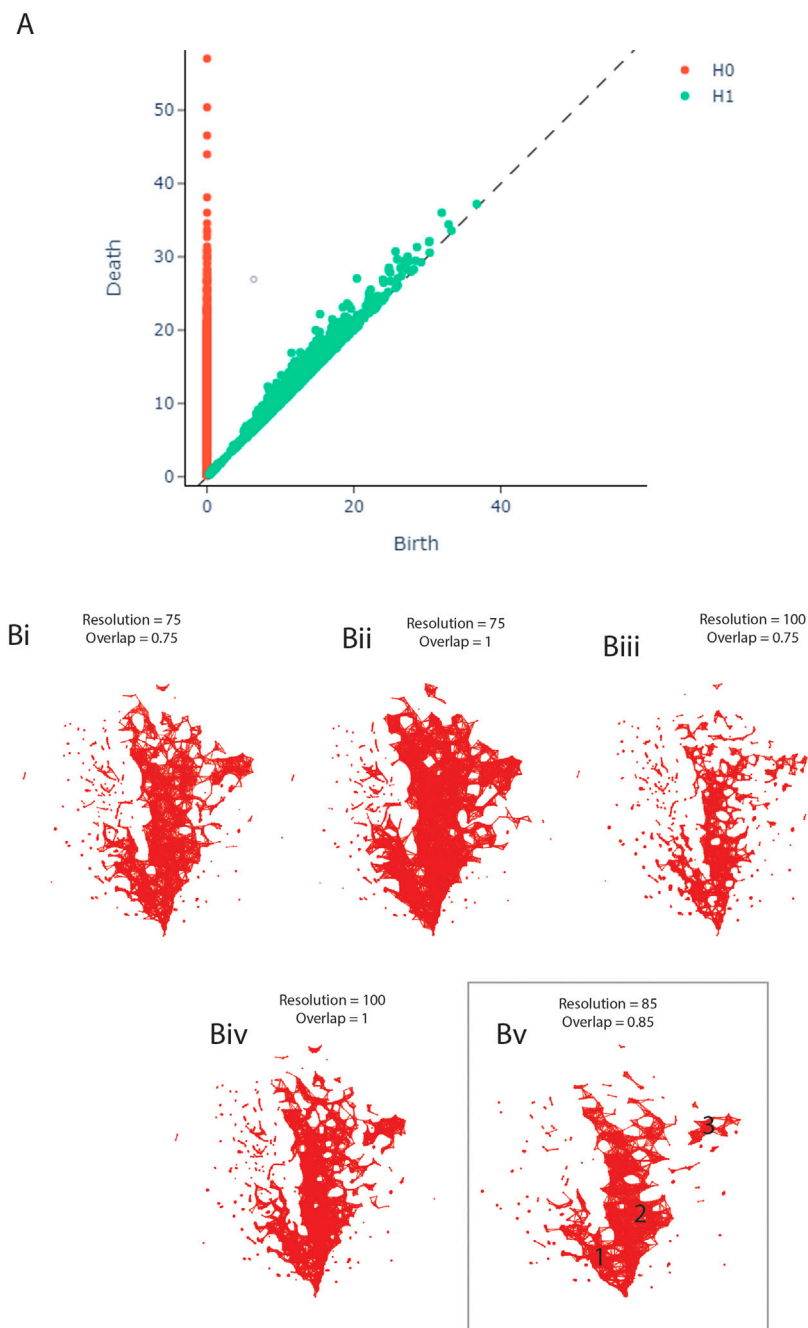 A
H0
H1
50
40
30
20
10
0
Death
0
20
40
Birth
Bi
Resolution = 75
Overlap = 0.75
Bii
Resolution = 75
Overlap = 1
Biii
Resolution = 100
Overlap = 0.75
Biv
Resolution = 100
Overlap = 1
Bv
Resolution = 85
Overlap = 0.85
3
2
1